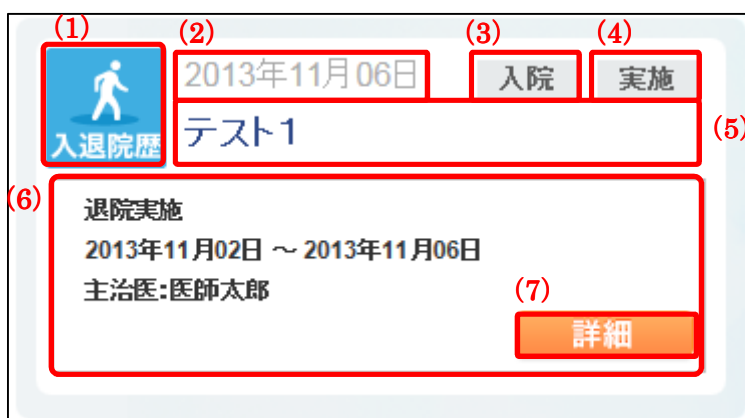 (1) (2) (3) (4)
2013年11月06日 入院 実施
入退院歴 テスト1 (5)
(6)
退院実施
2013年11月02日 ～ 2013年11月06日
主治医:医師太郎
(7)
詳細